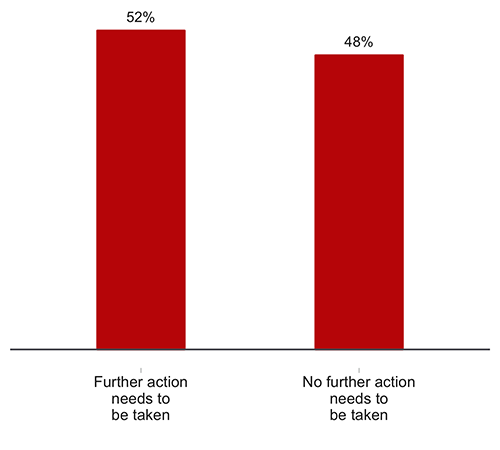 52%
48%
Further action
needs to
be taken
No further action
needs to
be taken